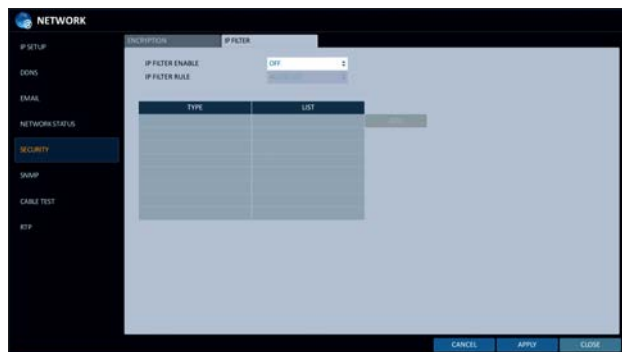 NETWORK
IP SETUP
DDNS
EMAIL
NETWORK STATUS
SECURITY
SNMP
CABLE TEST
RTP
ENCRYPTION
IP FILTER
IP FILTER ENABLE OFF
IP FILTER RULE
TYPE LIST
CANCEL APPLY CLOSE